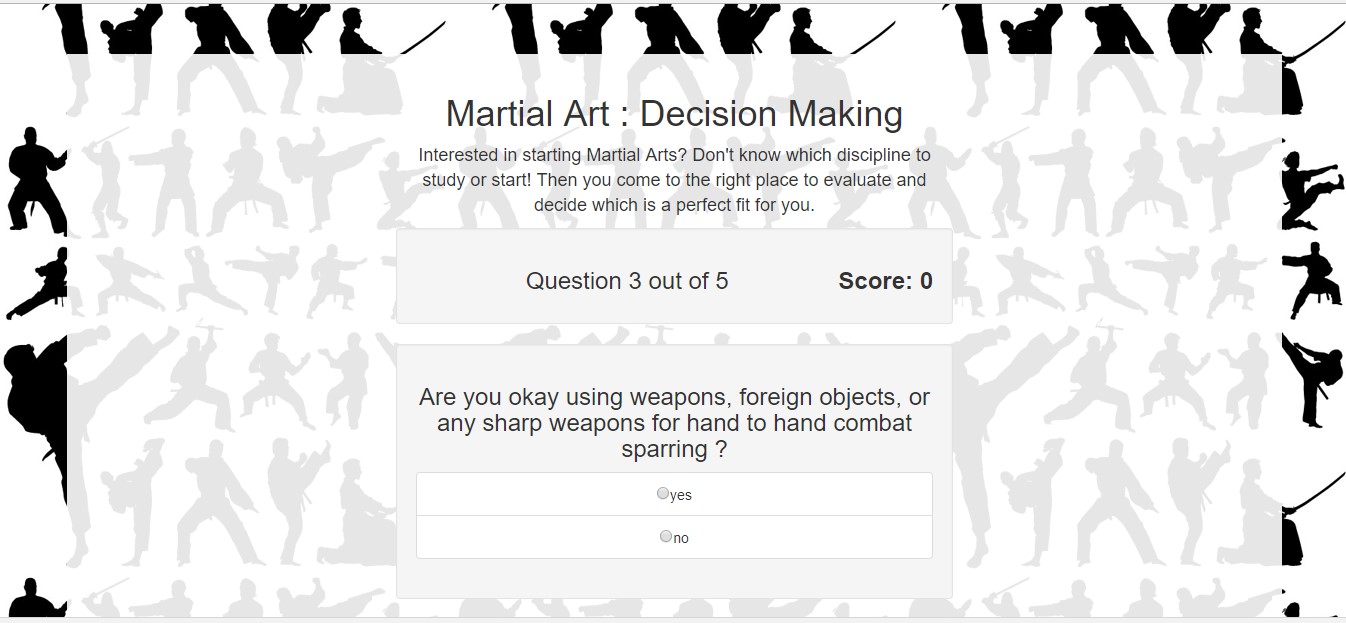 Martial Art : Decision Making
Interested in starting Martial Arts? Don't know which discipline to
study or start! Then you come to the right place to evaluate and
decide which is a perfect fit for you.
Question 3 out of 5
Score: 0
Are you okay using weapons, foreign objects, or
any sharp weapons for hand to hand combat
sparring ?
yes
no